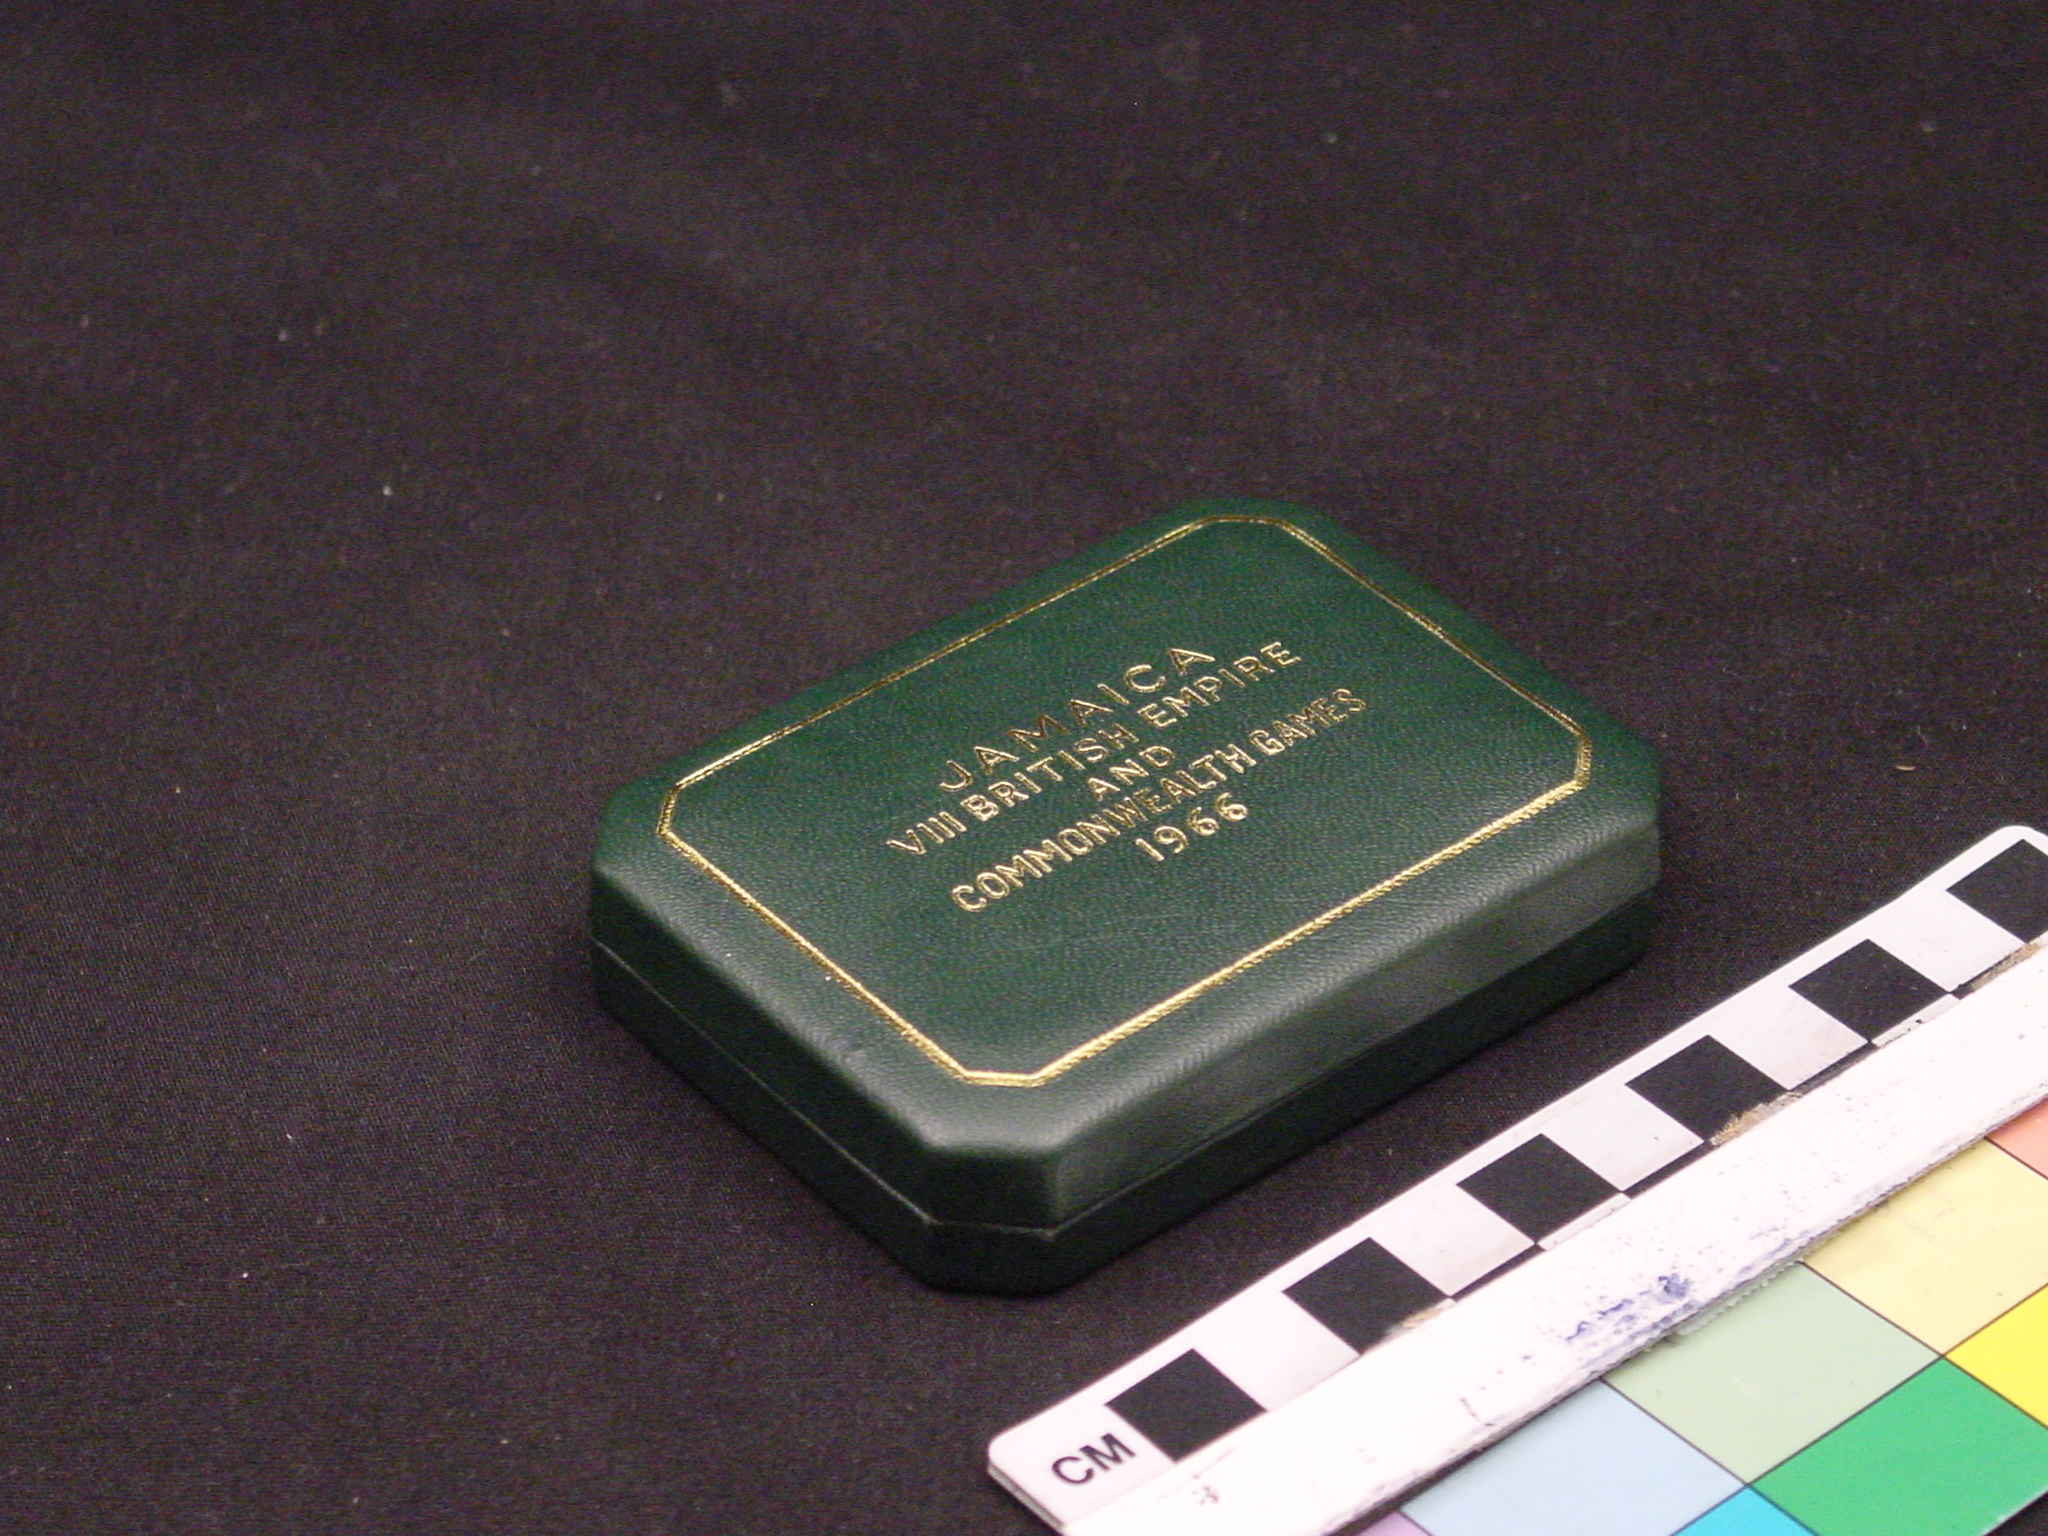 JAMAICA
VIII BRITISH EMPIRE
AND
COMMONWEALTH GAMES
1966
CM